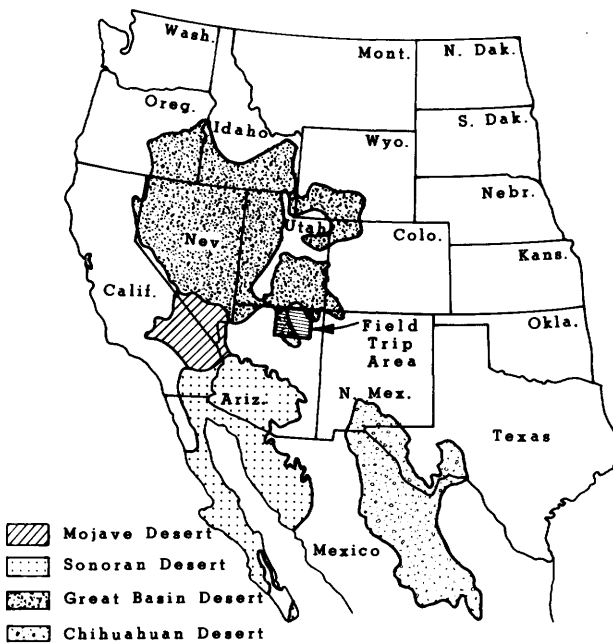 Wash.
Mont.
N. Dak.
Oreg.
Idaho
S. Dak.
Wyo.
Nebr.
Nev.
Utah
Colo.
Kans.
Calif.
Field
Trip
Area
Okla.
Ariz.
N. Mex.
Texas
Mexico
Mojave Desert
Sonoran Desert
Great Basin Desert
Chihuahuan Desert